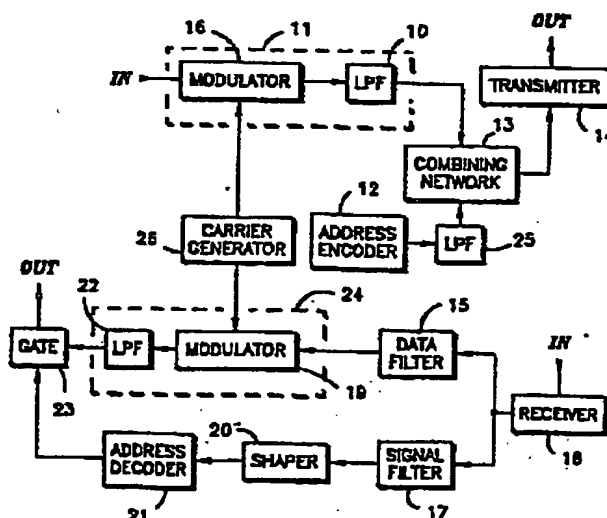 16
11
10
OUT
IN
MODULATOR
LPF
TRANSMITTER
13
14
COMBINING
NETWORK
12
CARRIER
GENERATOR
26
ADDRESS
ENCODER
LPF
25
OUT
22
24
15
GATE
23
LPF
MODULATOR
19
DATA
FILTER
IN
RECEIVER
18
20
ADDRESS
DECODER
21
SHAPER
SIGNAL
FILTER
17